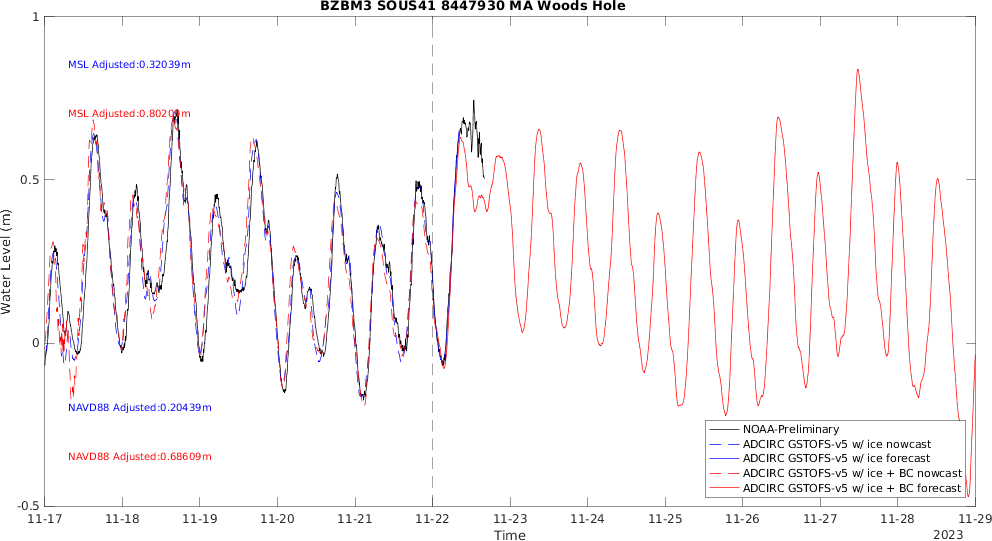 BZBM3 SOUS41 8447930 MA Woods Hole
1
MSL Adjusted:0.32039m
MSL Adjusted:0.80209m
0.5
Water Level (m)
0
NAVD88 Adjusted:0.20439m
NAVD88 Adjusted:0.68609m
NOAA-Preliminary
ADCIRC GSTOFS-v5 w/ ice nowcast
ADCIRC GSTOFS-v5 w/ ice forecast
ADCIRC GSTOFS-v5 w/ ice + BC nowcast
ADCIRC GSTOFS-v5 w/ ice + BC forecast
-0.5
11-17 11-18 11-19 11-20 11-21 11-22 11-23 11-24 11-25 11-26 11-27 11-28 11-29
Time
2023